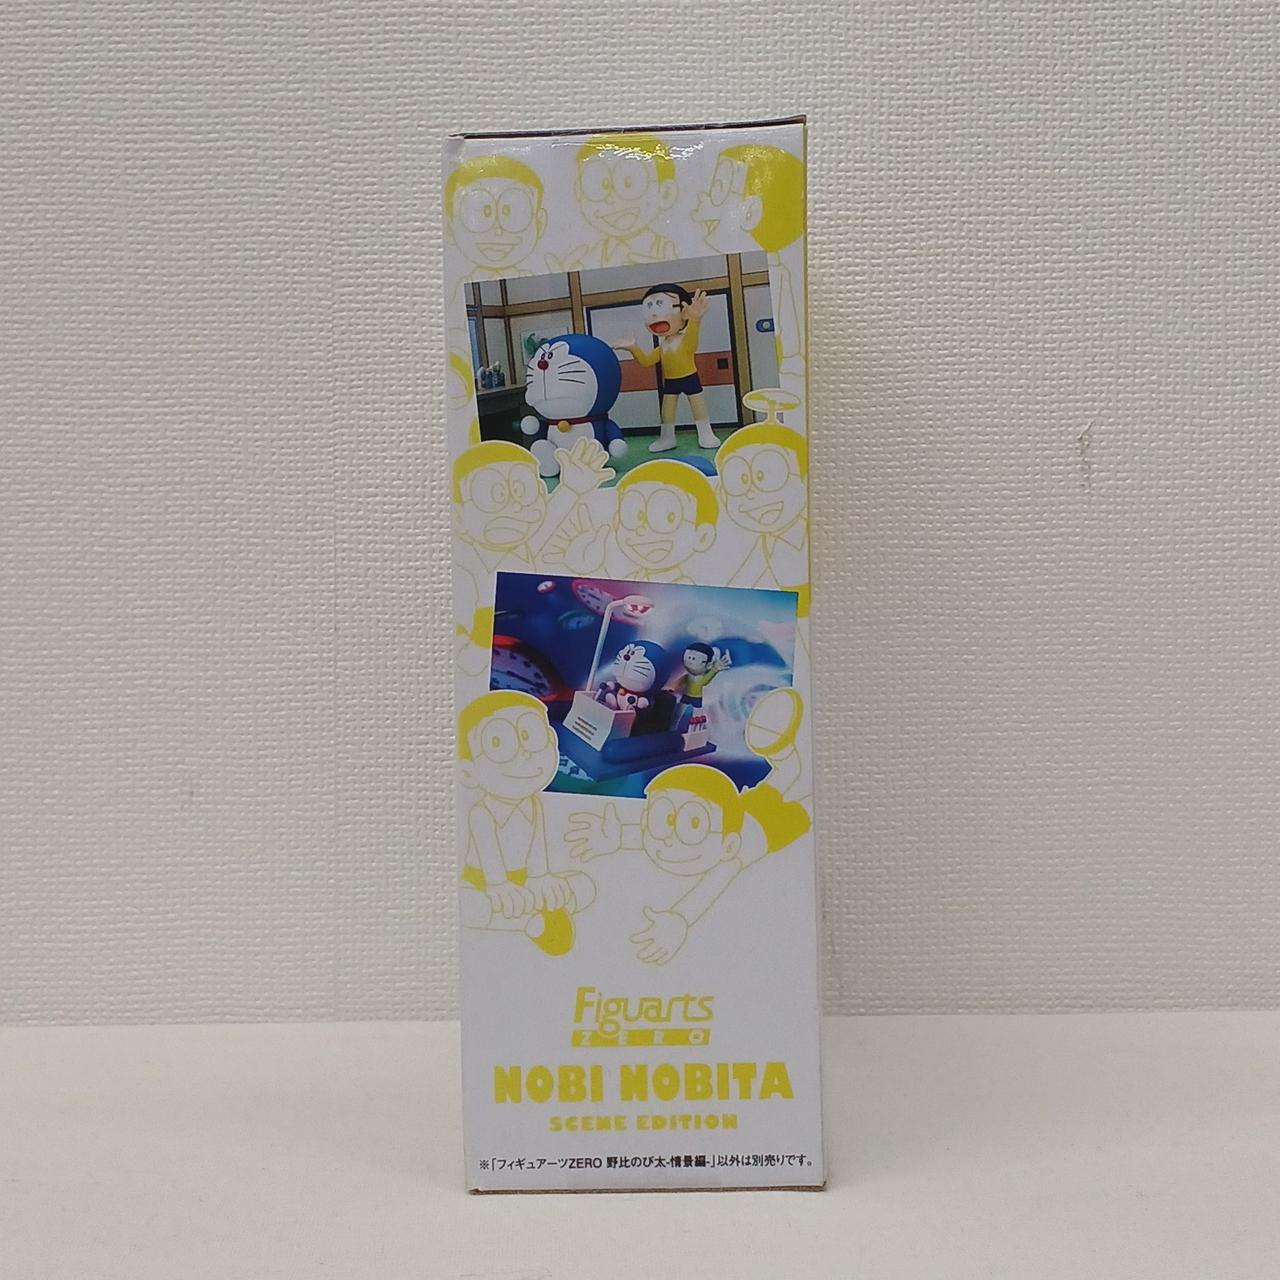 Figuarts
ZERO
NOBI NOBITA
SCENE EDITION
※「フィギュアーツZERO 野比のび太-情景編-」以外は別売りです。